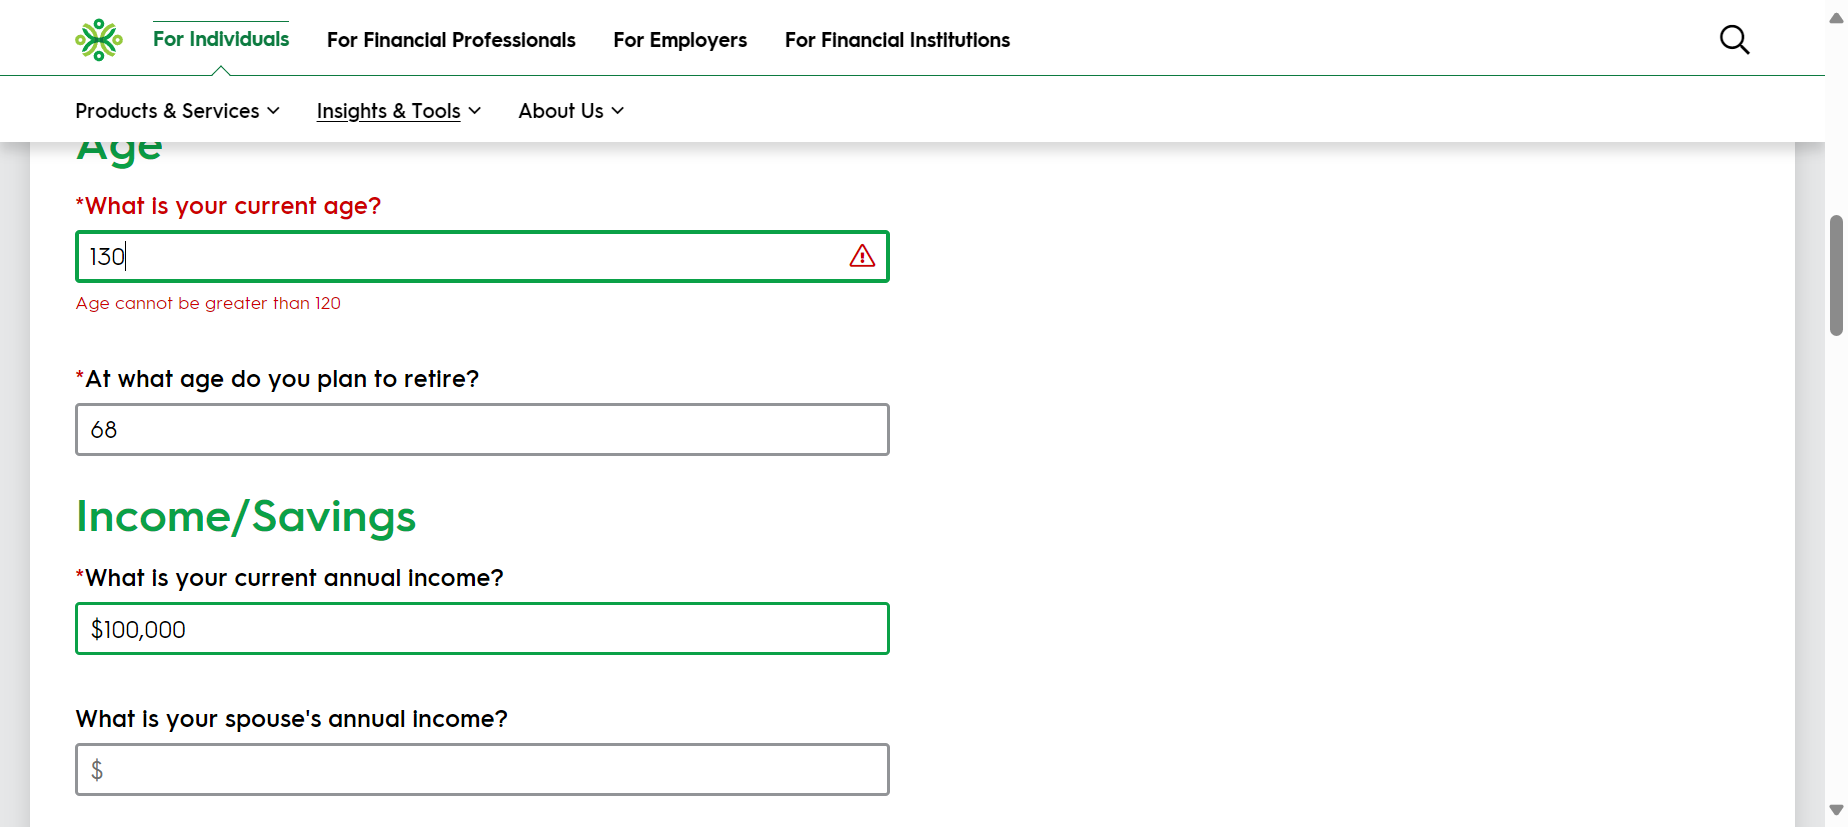 For Individuals For Financial Professionals For Employers For Financial Institutions
Products & Services Insights & Tools About Us
Age
*What is your current age?
130
Age cannot be greater than 120
*At what age do you plan to retire?
68
Income/Savings
*What is your current annual income?
$100,000
What is your spouse's annual income?
$